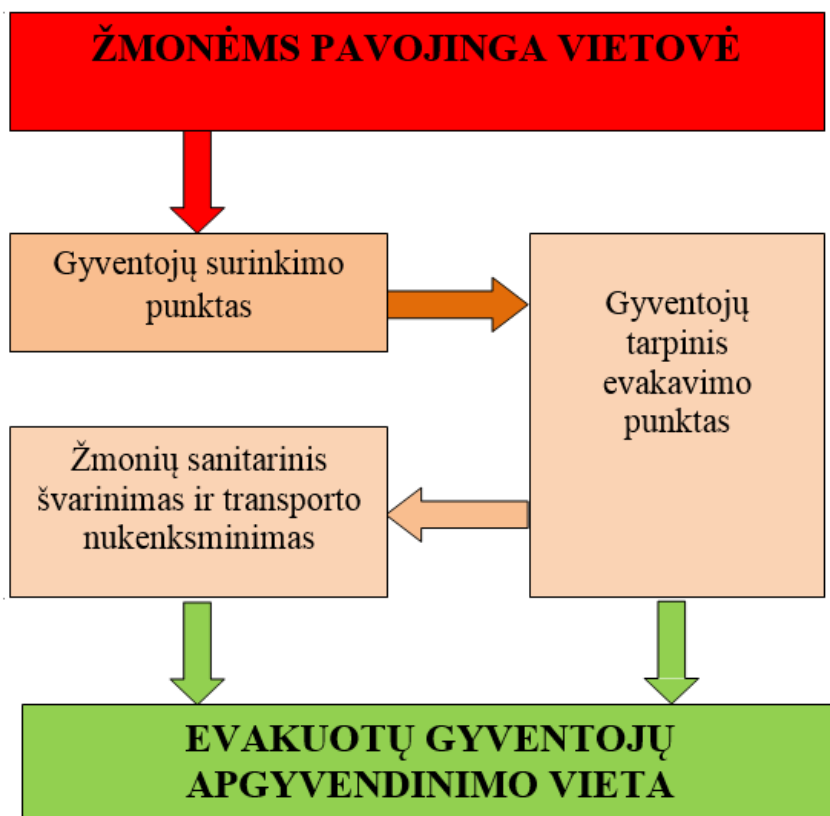 ŽMONĖMS PAVOJINGA VIETOVĖ
Gyventojų surinkimo
punktas
Gyventojų
tarpinis
evakavimo
punktas
Žmonių sanitarinis
švarinimas ir transporto
nukenksminimas
EVAKUOTŲ GYVENTOJŲ
APGYVENDINIMO VIETA